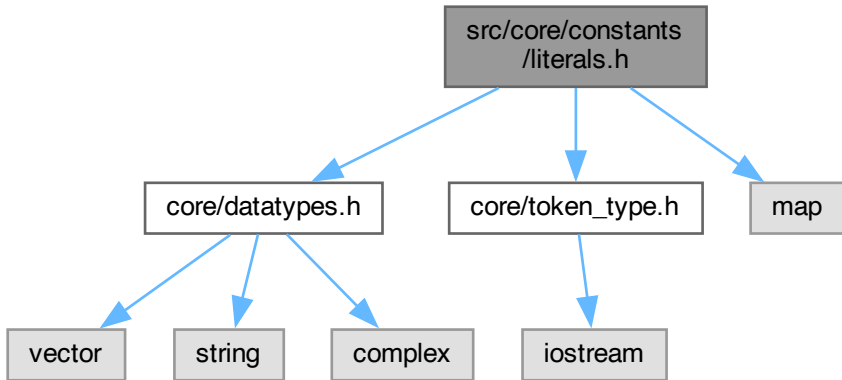 src/core/constants
/literals.h
core/datatypes.h
core/token_type.h
map
vector
string
complex
iostream